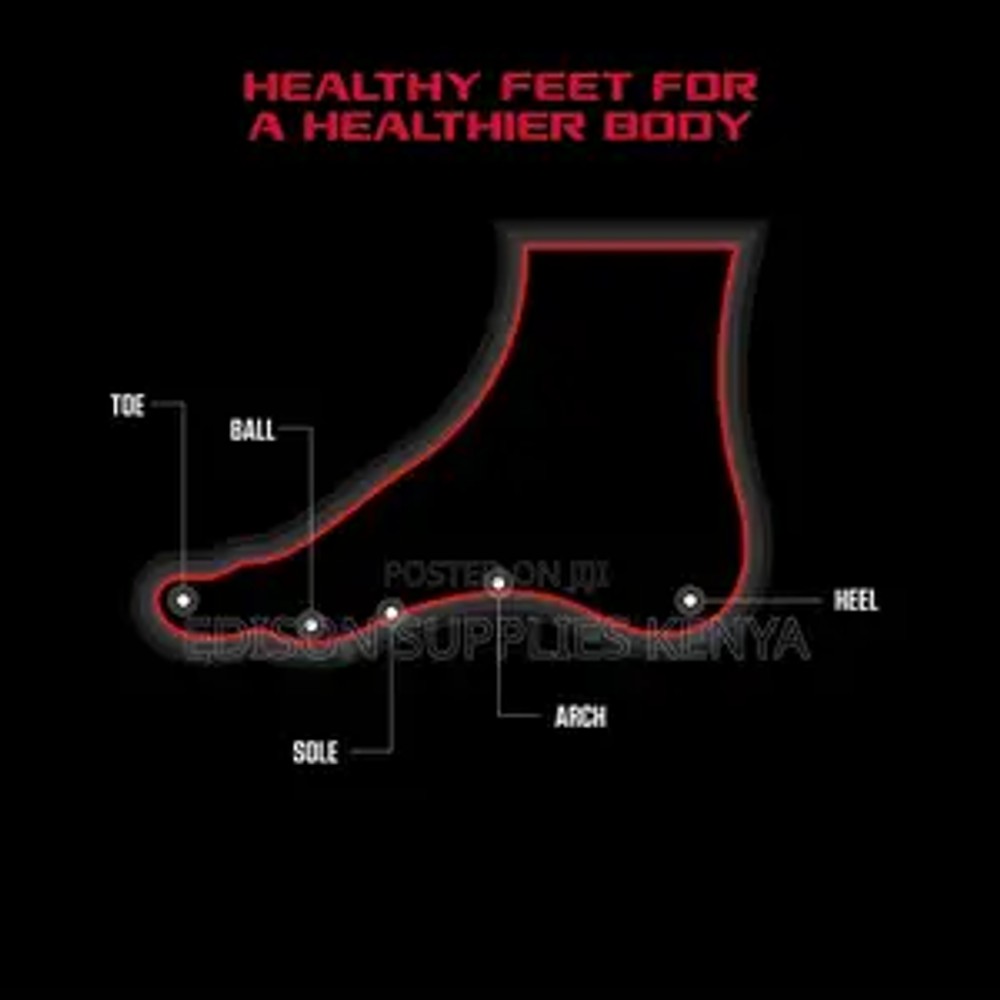 HEALTHY FEET FOR
A HEALTHIER BODY
TOE
BALL
POSTED ON JIJI
HEEL
EDISON SUPPLIES KENYA
ARCH
SOLE